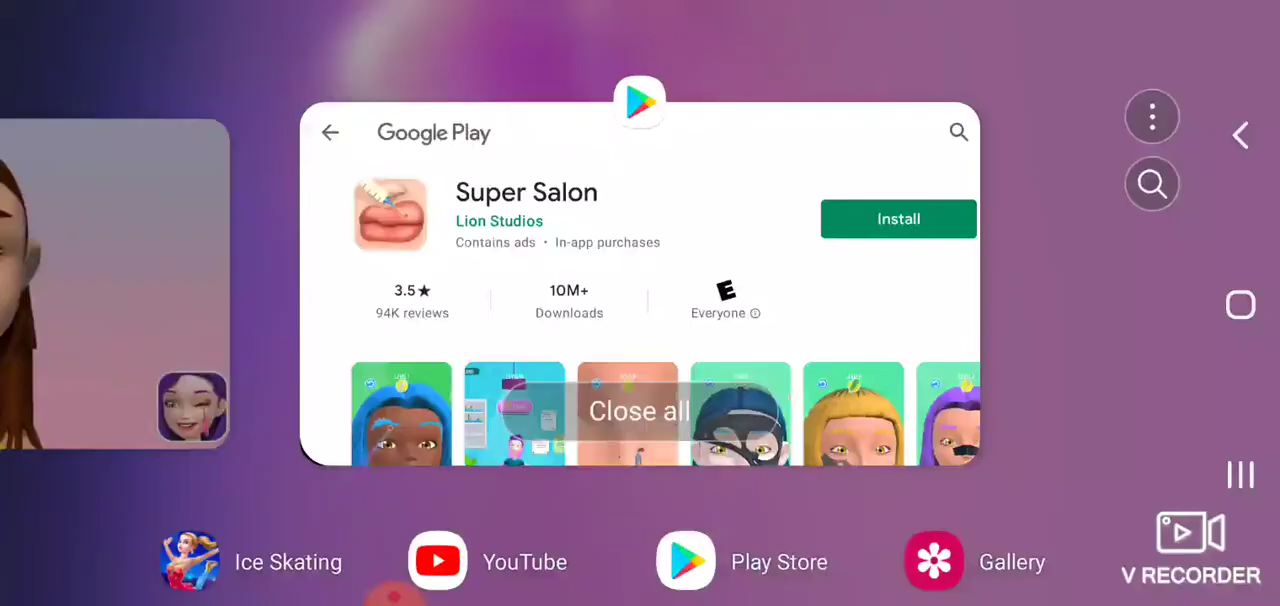 Google Play
Super Salon
Lion Studios
Contains ads • In-app purchases
Install
3.5★
94K reviews
10M+
Downloads
E
Everyone
Close all
Ice Skating
YouTube
Play Store
Gallery
V RECORDER